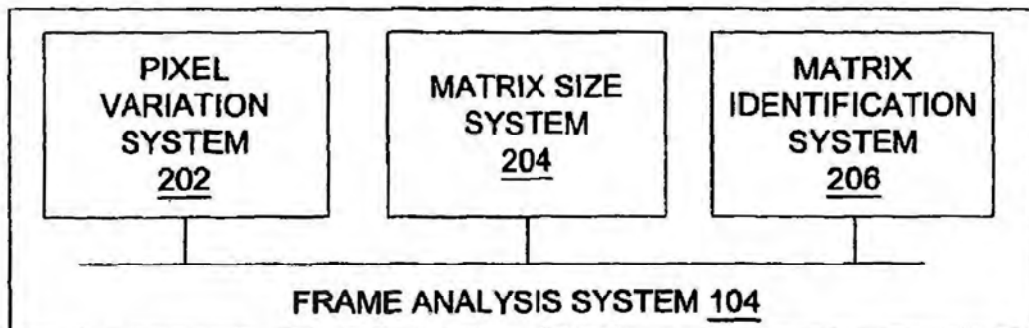 PIXEL
VARIATION
SYSTEM
202
MATRIX SIZE
SYSTEM
204
MATRIX
IDENTIFICATION
SYSTEM
206
FRAME ANALYSIS SYSTEM 104